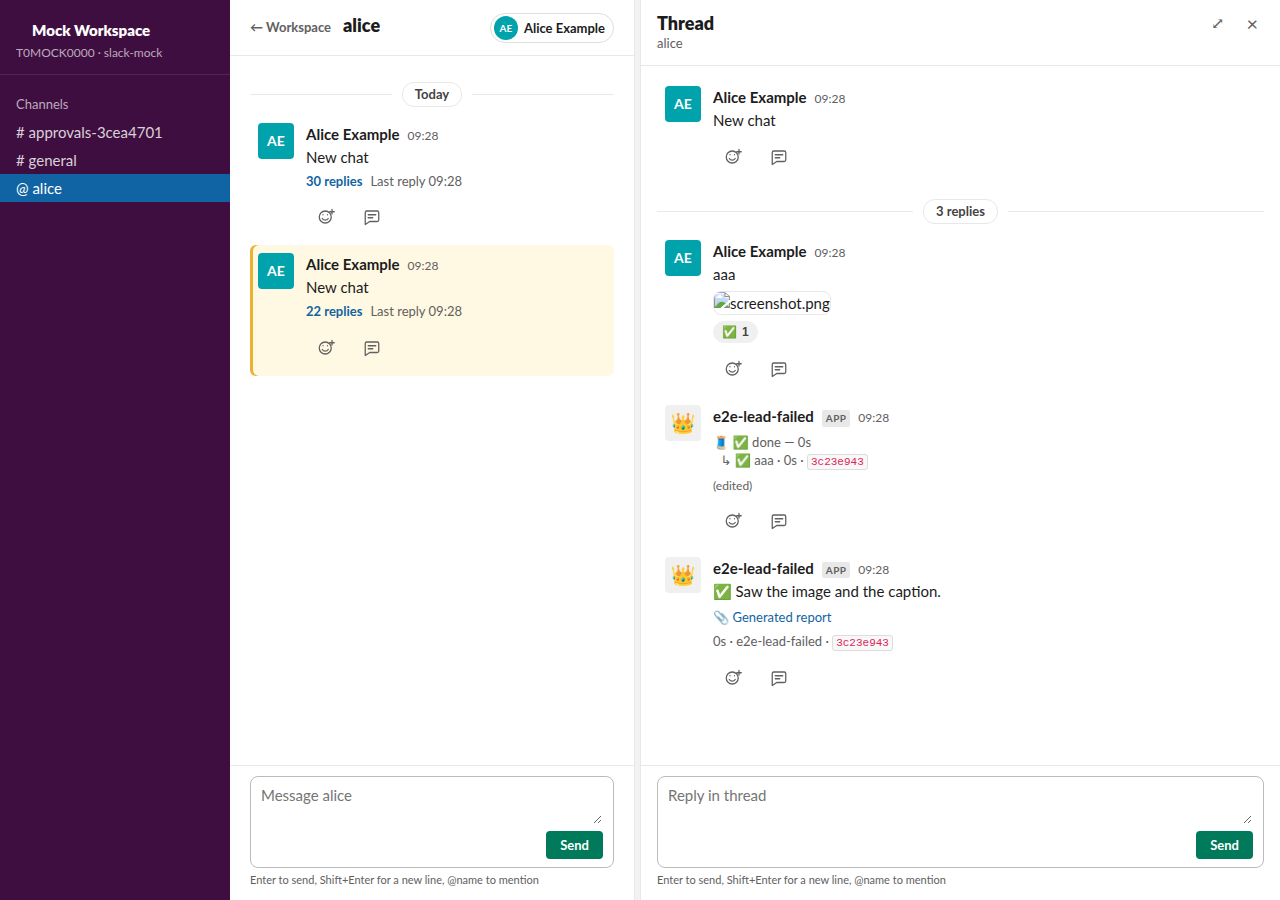 Mock Workspace
T0MOCK0000 · slack-mock
Channels
# approvals-3cea4701
# general
@ alice
← Workspace alice
AE Alice Example
Today
AE Alice Example 09:28
New chat
30 replies Last reply 09:28
AE Alice Example 09:28
New chat
22 replies Last reply 09:28
Message alice
Send
Enter to send, Shift+Enter for a new line, @name to mention
Thread
alice
AE Alice Example 09:28
New chat
3 replies
AE Alice Example 09:28
aaa
screenshot.png
✅ 1
e2e-lead-failed APP 09:28
🧵 ✅ done — 0s
↳ ✅ aaa · 0s · 3c23e943
(edited)
e2e-lead-failed APP 09:28
✅ Saw the image and the caption.
📎 Generated report
0s · e2e-lead-failed · 3c23e943
Reply in thread
Send
Enter to send, Shift+Enter for a new line, @name to mention